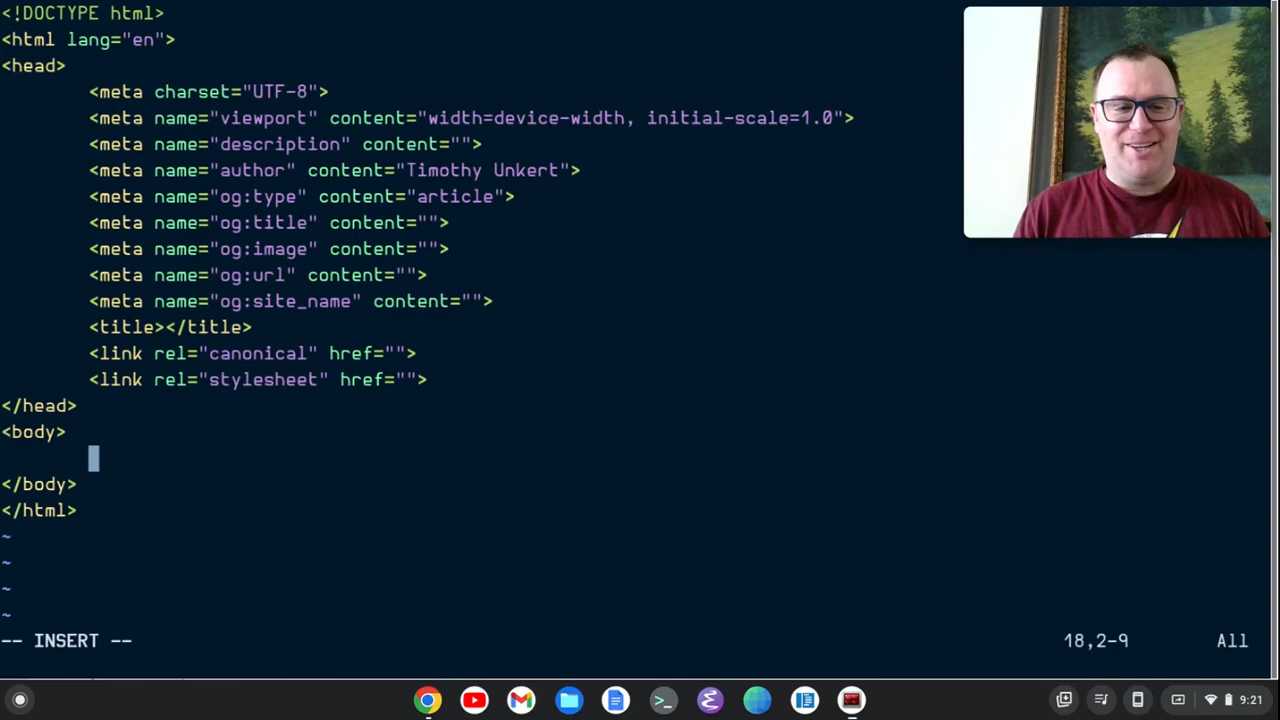 <!DOCTYPE html>
<html lang="en">
<head>
<meta charset="UTF-8">
<meta name="viewport" content="width=device-width, initial-scale=1.0">
<meta name="description" content="">
<meta name="author" content="Timothy Unkert">
<meta name="og:type" content="article">
<meta name="og:title" content="">
<meta name="og:image" content="">
<meta name="og:url" content="">
<meta name="og:site_name" content="">
<title></title>
<link rel="canonical" href="">
<link rel="stylesheet" href="">
</head>
<body>
</body>
</html>
~
~
~
~
-- INSERT -- 18,2-9 All
9:21